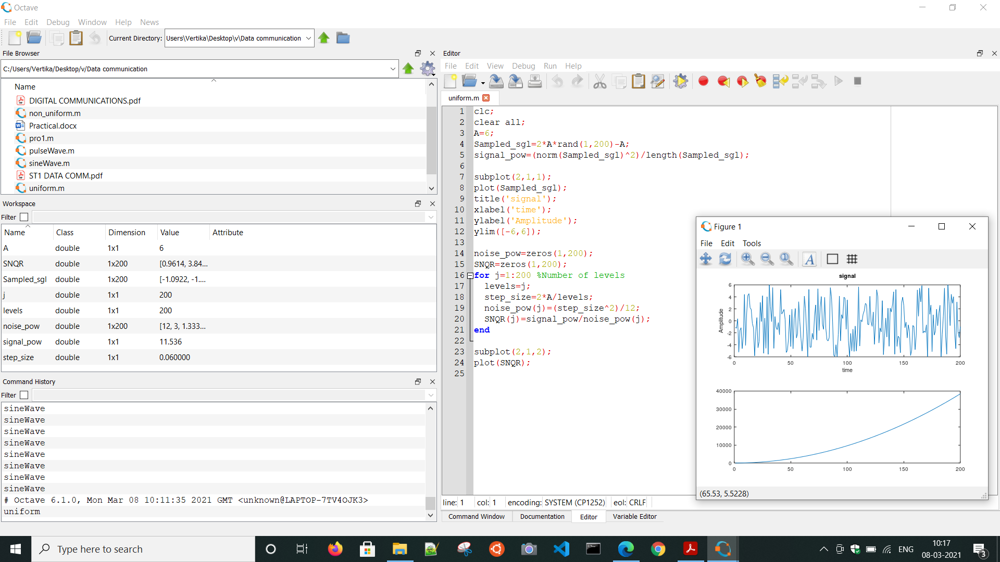 Octave
File Edit Debug Window Help News
Current Directory: Users\Vertika\Desktop\v\Data communication
File Browser
C:/Users/Vertika/Desktop/v/Data communication
Name
DIGITAL COMMUNICATIONS.pdf
non_uniform.m
Practical.docx
pro1.m
pulseWave.m
sineWave.m
ST1 DATA COMM.pdf
uniform.m
Workspace
Filter
Name Class Dimension Value Attribute
A double 1x1 6
SNQR double 1x200 [0.9614, 3.84...
Sampled_sgl double 1x200 [-1.0922, -1....
j double 1x1 200
levels double 1x1 200
noise_pow double 1x200 [12, 3, 1.333...
signal_pow double 1x1 11.536
step_size double 1x1 0.060000
Command History
Filter
sineWave
sineWave
sineWave
sineWave
sineWave
sineWave
sineWave
sineWave
# Octave 6.1.0, Mon Mar 08 10:11:35 2021 GMT <unknown@LAPTOP-7TV4OJK3>
uniform
Editor
File Edit View Debug Run Help
uniform.m
1 clc;
2 clear all;
3 A=6;
4 Sampled_sgl=2*A*rand(1,200)-A;
5 signal_pow=(norm(Sampled_sgl)^2)/length(Sampled_sgl);
6
7 subplot(2,1,1);
8 plot(Sampled_sgl);
9 title('signal');
10 xlabel('time');
11 ylabel('Amplitude');
12 ylim([-6,6]);
13
14 noise_pow=zeros(1,200);
15 SNQR=zeros(1,200);
16 for j=1:200 %Number of levels
17 levels=j;
18 step_size=2*A/levels;
19 noise_pow(j)=(step_size^2)/12;
20 SNQR(j)=signal_pow/noise_pow(j);
21 end
22
23 subplot(2,1,2);
24 plot(SNQR);
25
line: 1 col: 1 encoding: SYSTEM (CP1252) eol: CRLF
Command Window Documentation Editor Variable Editor
Figure 1
File Edit Tools
A
signal
6
4
2
0
-2
-4
-6
Amplitude
0 50 100 150 200
time
40000
30000
20000
10000
0
0 50 100 150 200
(65.53, 5.5228)
Type here to search
ENG
10:17
08-03-2021
3